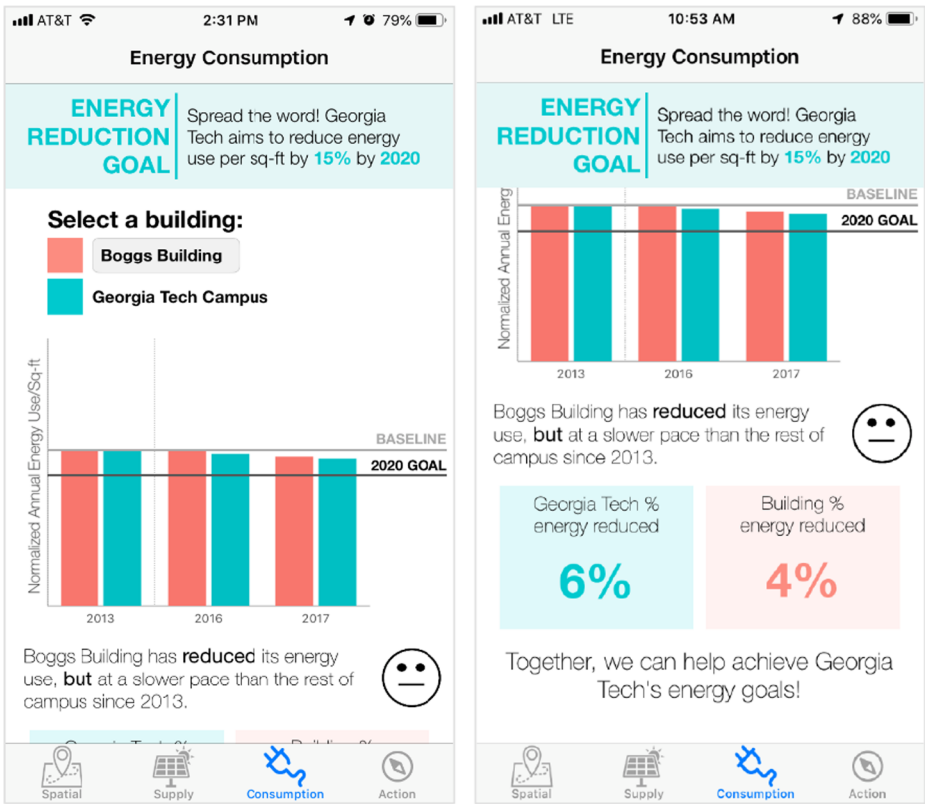 AT&T
2:31 PM
79%
Energy Consumption
ENERGY
REDUCTION
GOAL
Spread the word! Georgia
Tech aims to reduce energy
use per sq-ft by 15% by 2020
Select a building:
Boggs Building
Georgia Tech Campus
Normalized Annual Energy Use/Sq-ft
BASELINE
2020 GOAL
2013
2016
2017
Boggs Building has reduced its energy
use, but at a slower pace than the rest of
campus since 2013.
Georgia Tech %
Building %
Spatial
Supply
Consumption
Action
AT&T LTE
10:53 AM
88%
Energy Consumption
ENERGY
REDUCTION
GOAL
Spread the word! Georgia
Tech aims to reduce energy
use per sq-ft by 15% by 2020
Normalized Annual Energ
BASELINE
2020 GOAL
2013
2016
2017
Boggs Building has reduced its energy
use, but at a slower pace than the rest of
campus since 2013.
Georgia Tech %
energy reduced
6%
Building %
energy reduced
4%
Together, we can help achieve Georgia
Tech's energy goals!
Spatial
Supply
Consumption
Action